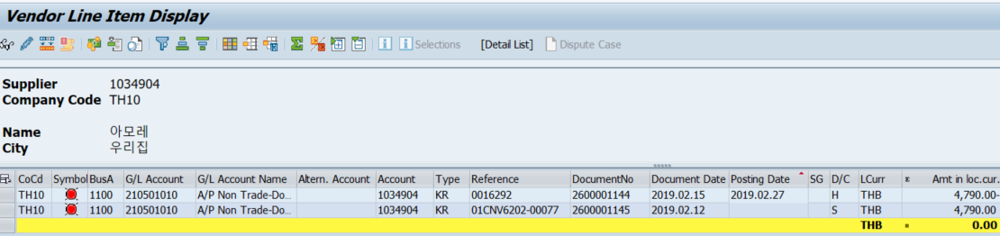 Vendor Line Item Display
Selections [Detail List] Dispute Case
Supplier 1034904
Company Code TH10
Name 아모레
City 우리집
CoCd Symbol BusA G/L Account G/L Account Name Altern. Account Account Type Reference DocumentNo Document Date Posting Date SG D/C LCurr Amt in loc.cur.
TH10 1100 210501010 A/P Non Trade-Do... 1034904 KR 0016292 2600001144 2019.02.15 2019.02.27 H THB 4,790.00-
TH10 1100 210501010 A/P Non Trade-Do... 1034904 KR 01CNV6202-00077 2600001145 2019.02.12 S THB 4,790.00
THB 0.00